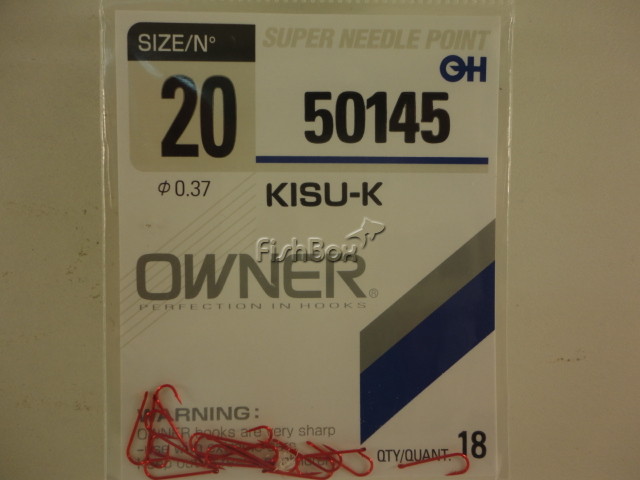 SIZE/N°
SUPER NEEDLE POINT
20
50145
Φ 0.37
KISU-K
FishBox
OWNER®
PERFECTION IN HOOKS
WARNING:
OWNER hooks are very sharp
QTY/QUANT. 18